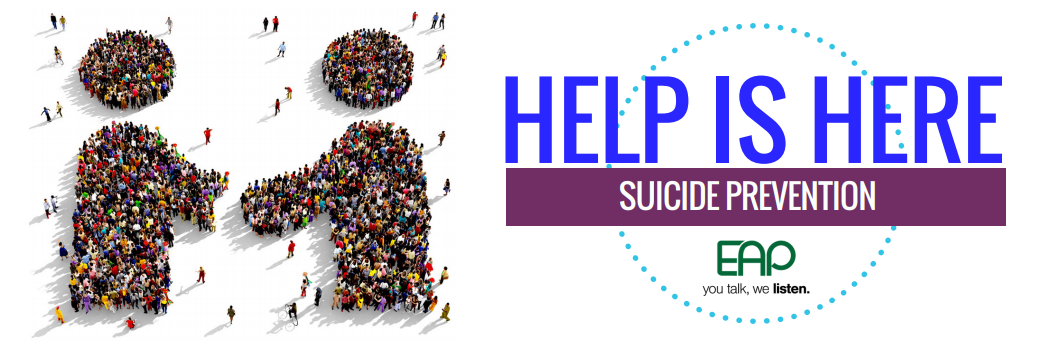 HELP IS HERE
SUICIDE PREVENTION
EAP
you talk, we listen.